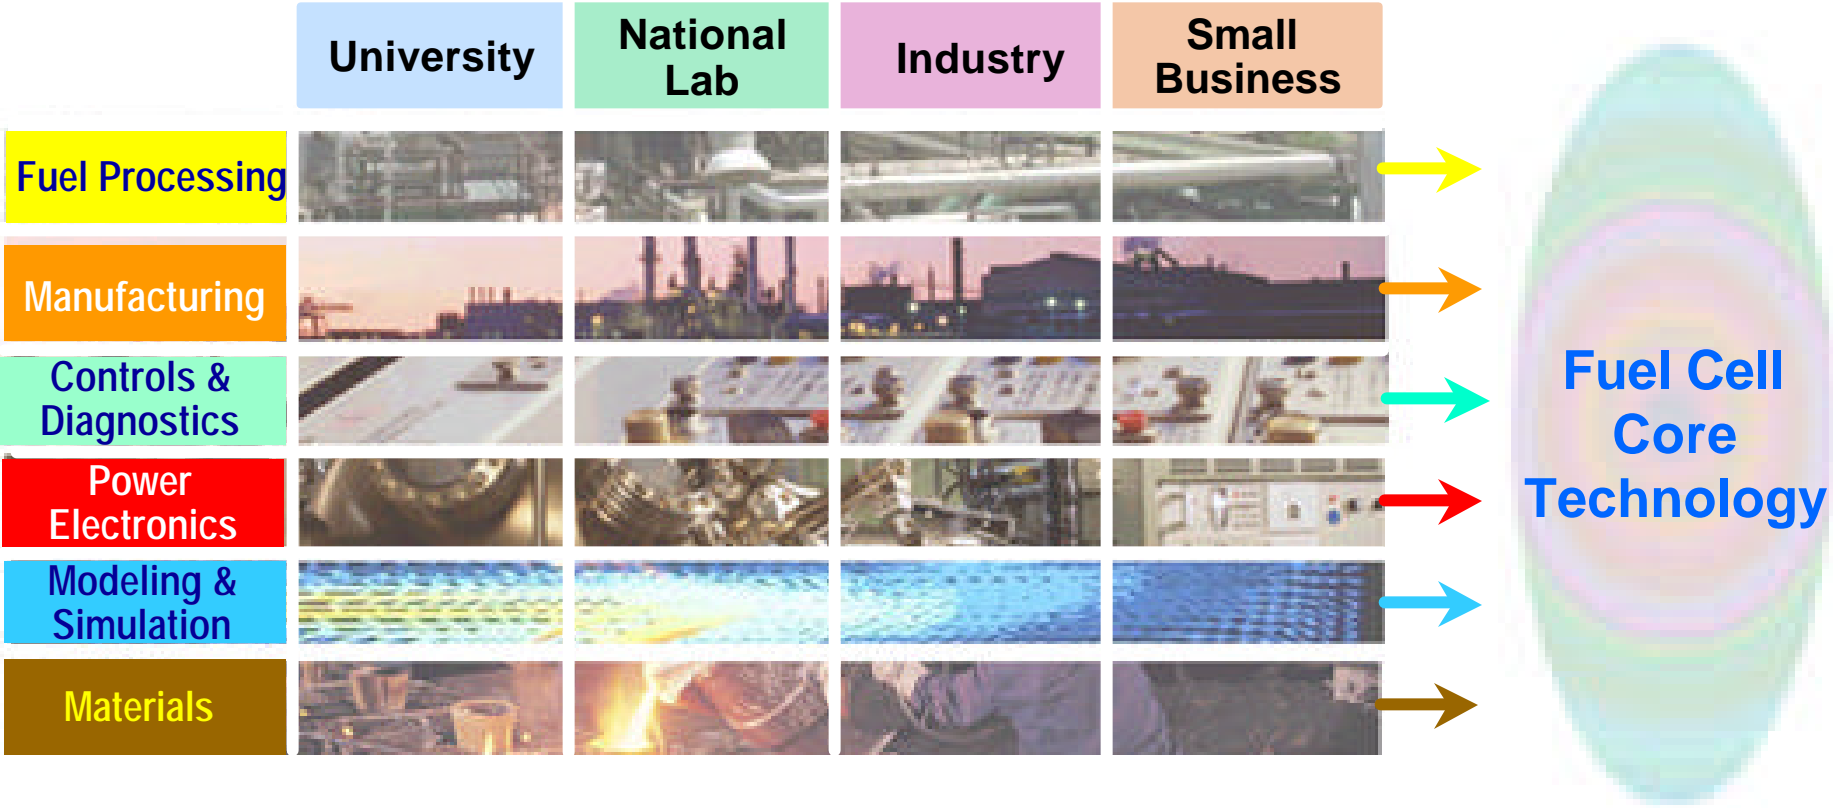 University
National
Lab
Industry
Small
Business
Fuel Processing
Manufacturing
Controls &
Diagnostics
Power
Electronics
Modeling &
Simulation
Materials
Fuel Cell
Core
Technology